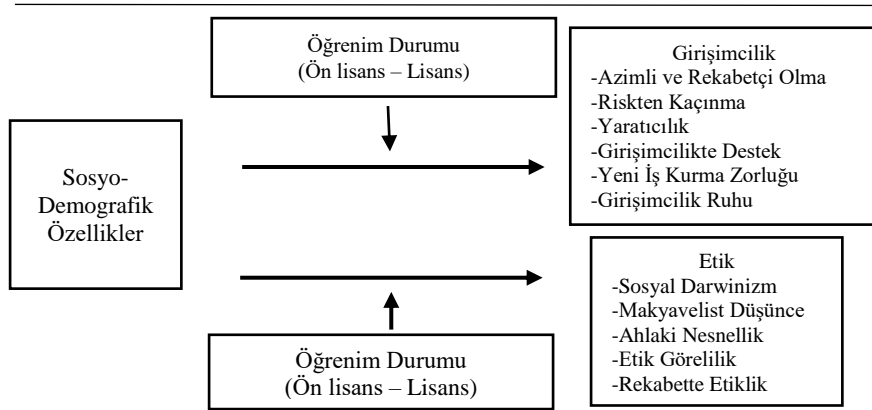 Öğrenim Durumu
(Ön lisans – Lisans)
Girişimcilik
-Azimli ve Rekabetçi Olma
-Riskten Kaçınma
-Yaratıcılık
-Girişimcilikte Destek
-Yeni İş Kurma Zorluğu
-Girişimcilik Ruhu
Sosyo-
Demografik
Özellikler
Etik
-Sosyal Darwinizm
-Makyavelist Düşünce
-Ahlaki Nesnellik
-Etik Görelilik
-Rekabette Etiklik
Öğrenim Durumu
(Ön lisans – Lisans)